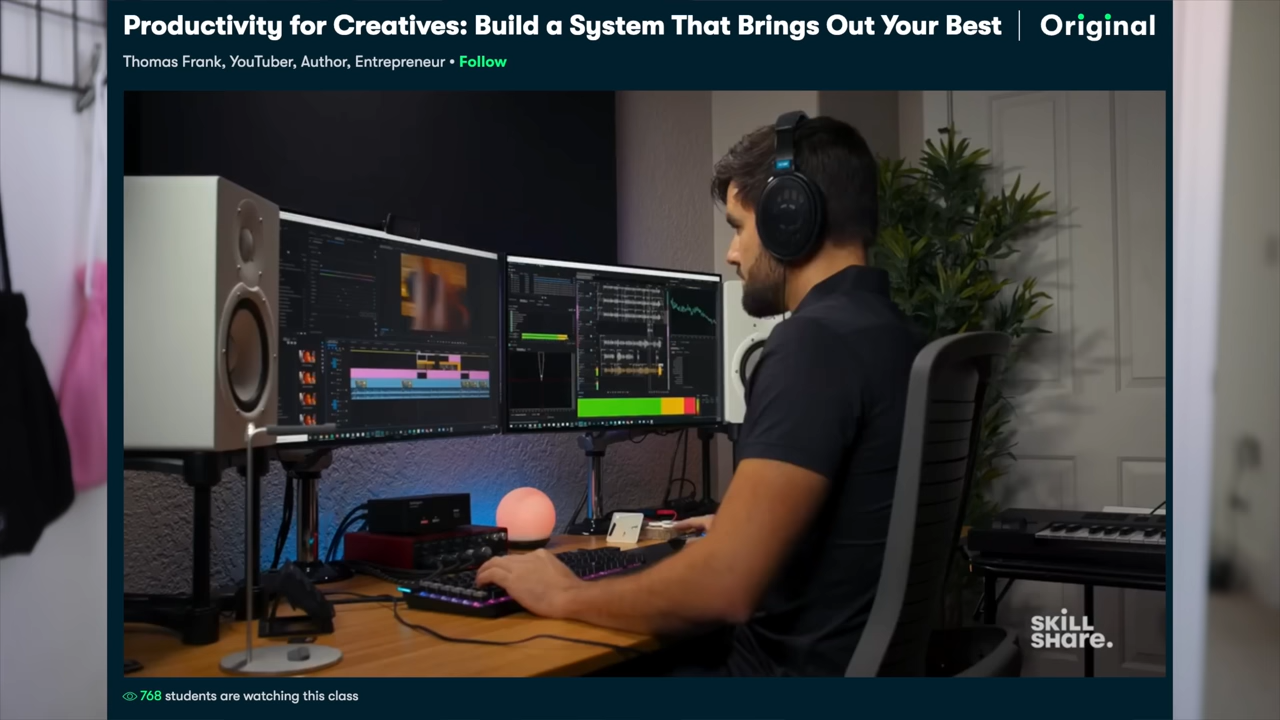 Productivity for Creatives: Build a System That Brings Out Your Best | Original
Thomas Frank, YouTuber, Author, Entrepreneur • Follow
SKiLL
SHare.
768 students are watching this class